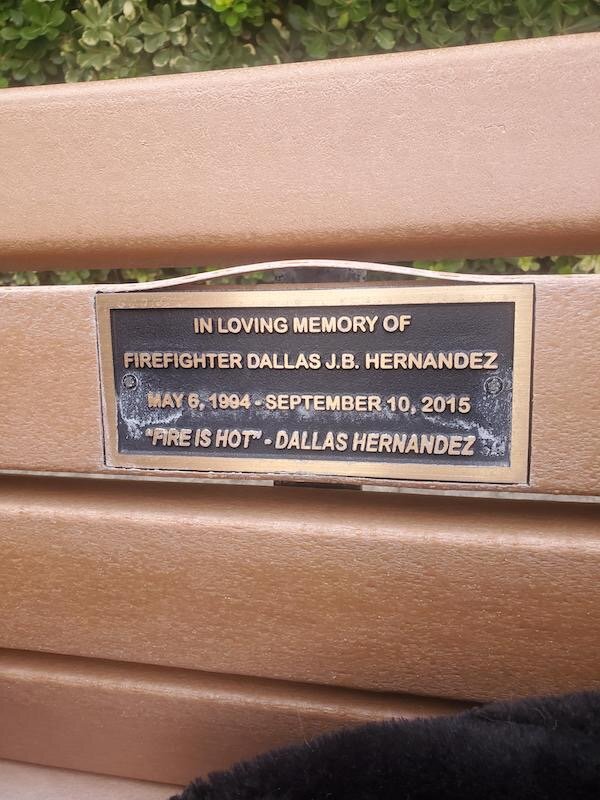 IN LOVING MEMORY OF
FIREFIGHTER DALLAS J.B. HERNANDEZ
MAY 6, 1994 - SEPTEMBER 10, 2015
"FIRE IS HOT" - DALLAS HERNANDEZ